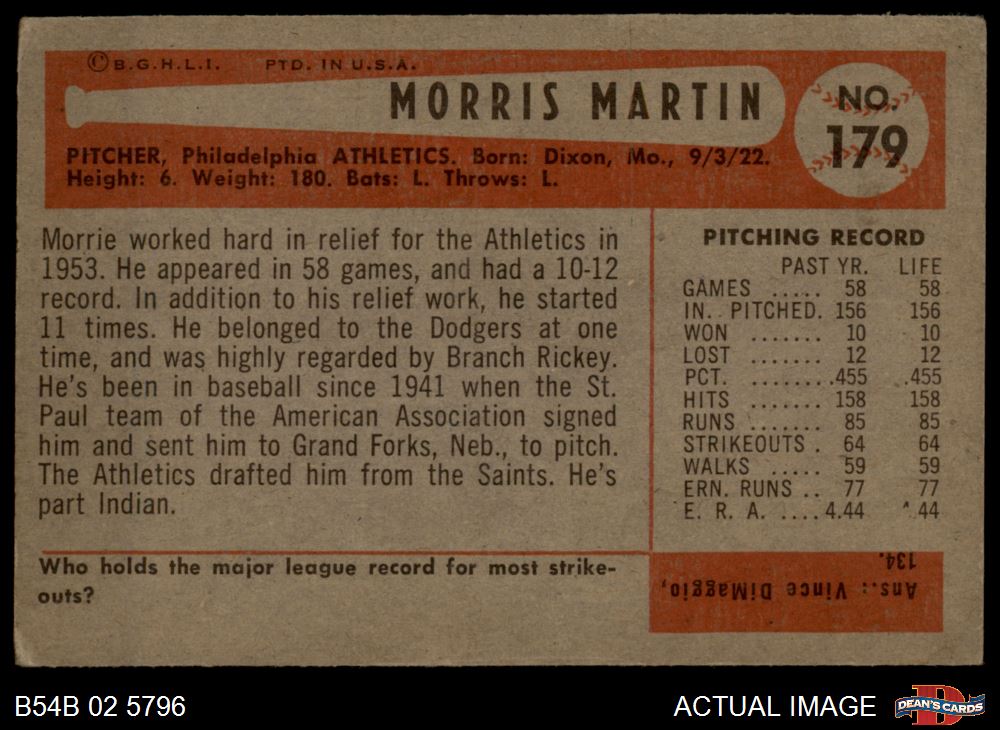 ©B.G.H.L.I. PTD. IN U.S.A.
MORRIS MARTIN
NO.
179
PITCHER, Philadelphia ATHLETICS. Born: Dixon, Mo., 9/3/22.
Height: 6. Weight: 180. Bats: L. Throws: L.
Morrie worked hard in relief for the Athletics in
1953. He appeared in 58 games, and had a 10-12
record. In addition to his relief work, he started
11 times. He belonged to the Dodgers at one
time, and was highly regarded by Branch Rickey.
He's been in baseball since 1941 when the St.
Paul team of the American Association signed
him and sent him to Grand Forks, Neb., to pitch.
The Athletics drafted him from the Saints. He's
part Indian.
PITCHING RECORD
PAST YR. LIFE
GAMES ..... 58 58
IN. PITCHED. 156 156
WON ....... 10 10
LOST ....... 12 12
PCT. ........455 .455
HITS ....... 158 158
RUNS ....... 85 85
STRIKEOUTS . 64 64
WALKS ..... 59 59
ERN. RUNS .. 77 77
E. R. A. ....4.44 .44
Who holds the major league record for most strike-
outs?
Ans.: Vince DiMaggio,
134.
B54B 02 5796
ACTUAL IMAGE
D
DEAN'S CARDS